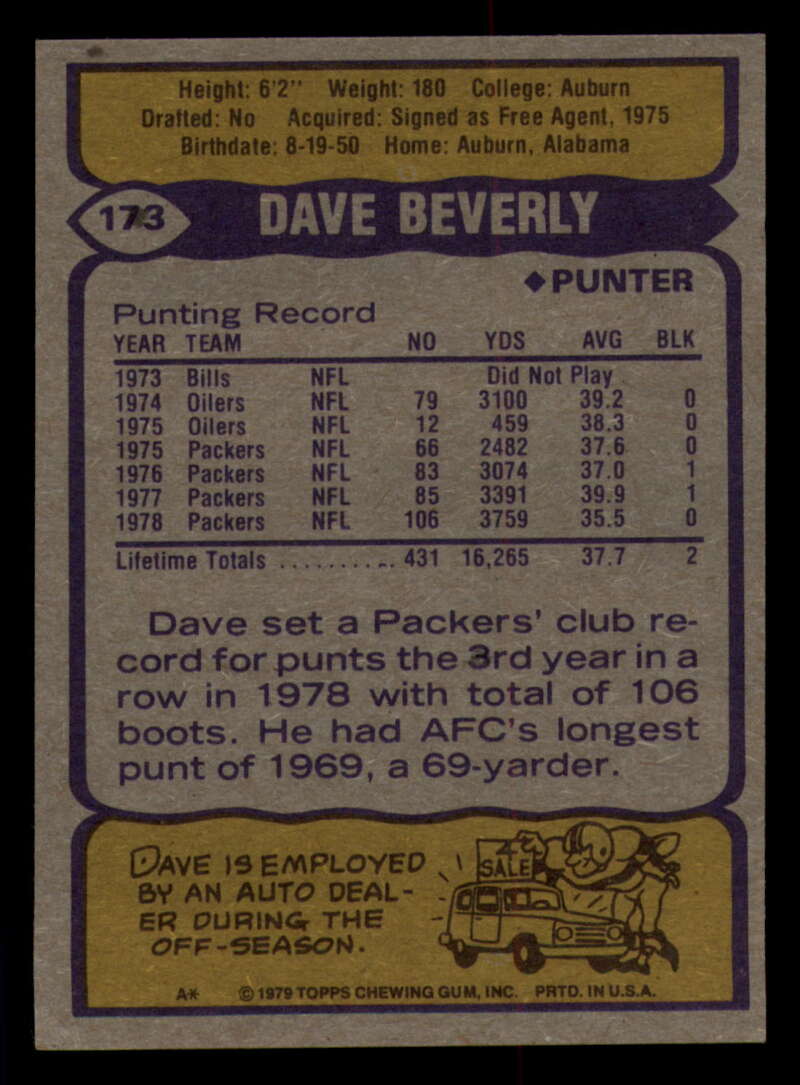 Height: 6'2" Weight: 180 College: Auburn
Drafted: No Acquired: Signed as Free Agent, 1975
Birthdate: 8-19-50 Home: Auburn, Alabama
173 DAVE BEVERLY
◆PUNTER
Punting Record
YEAR TEAM NO YDS AVG BLK
1973 Bills NFL Did Not Play
1974 Oilers NFL 79 3100 39.2 0
1975 Oilers NFL 12 459 38.3 0
1975 Packers NFL 66 2482 37.6 0
1976 Packers NFL 83 3074 37.0 1
1977 Packers NFL 85 3391 39.9 1
1978 Packers NFL 106 3759 35.5 0
Lifetime Totals ........... 431 16,265 37.7 2
Dave set a Packers' club re-
cord for punts the 3rd year in a
row in 1978 with total of 106
boots. He had AFC's longest
punt of 1969, a 69-yarder.
DAVE IS EMPLOYED
BY AN AUTO DEAL-
ER DURING THE
OFF-SEASON.
SALE
A* © 1979 TOPPS CHEWING GUM, INC. PRTD. IN U.S.A.